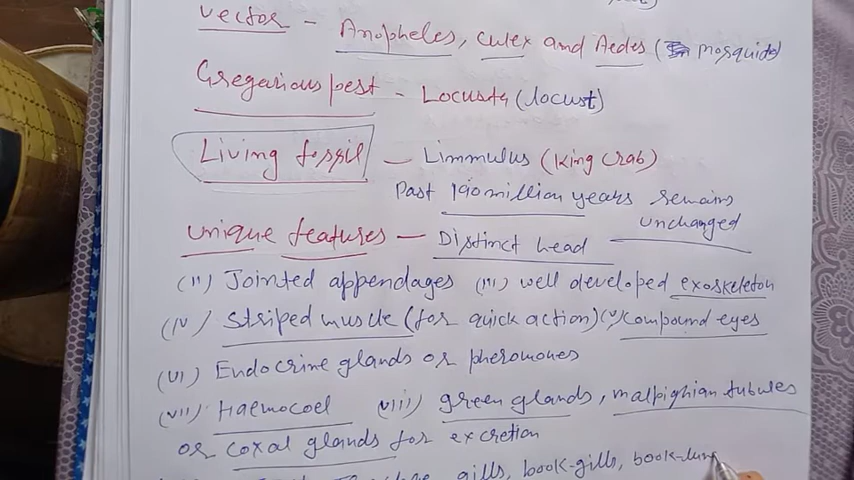 vector - Anopheles, Culex and Aedes (mosquito)
Gregarious pest - Locusta (locust)
Living fossil - Limmulus (King Crab)
Past 190 million years remains
unchanged
unique features - Distinct head
(ii) Jointed appendages (iii) well developed exoskeleton
(iv) Striped muscle (for quick action) (v) compound eyes
(vi) Endocrine glands or pheromones
(vii) Haemocoel (viii) green glands, malpighian tubules
or coxal glands for excretion
gills, book-gills, book-lung